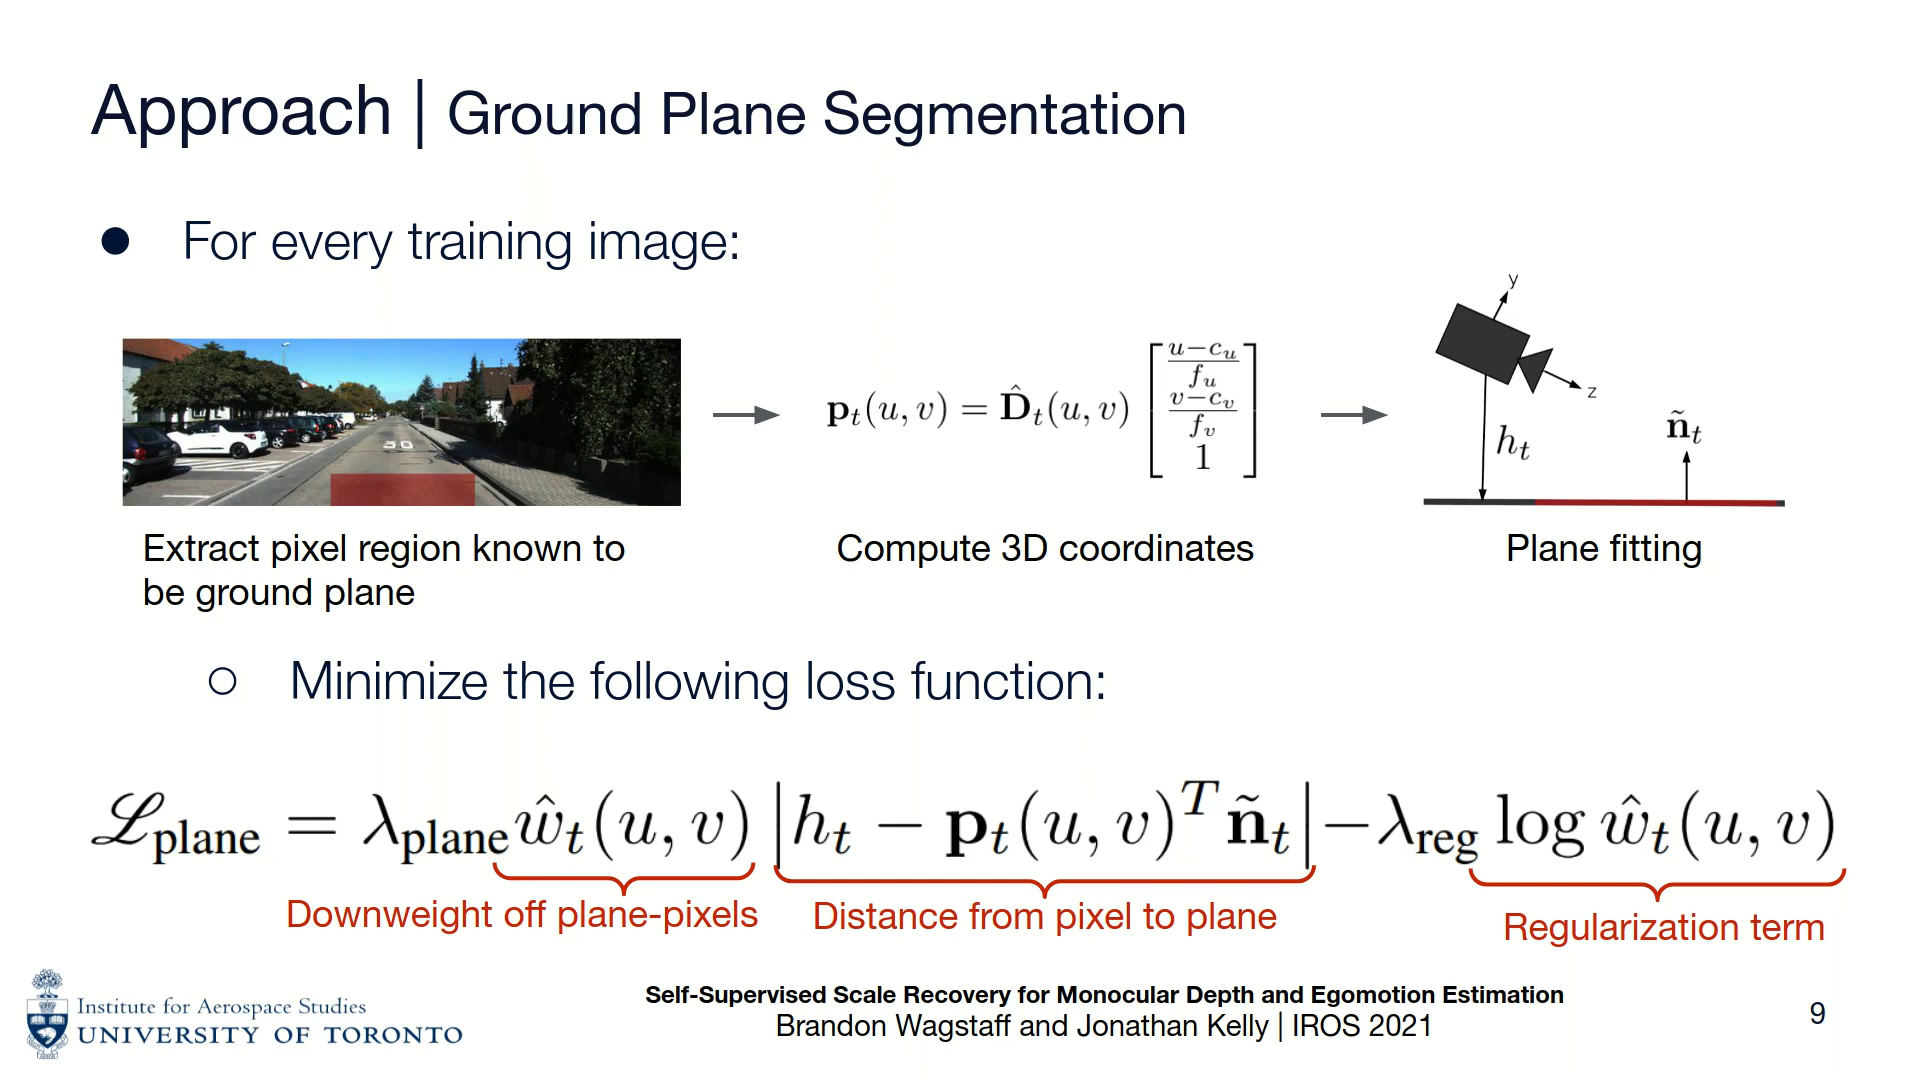 Approach | Ground Plane Segmentation
● For every training image:
30
Extract pixel region known to
be ground plane
p_t(u, v) = D̂_t(u, v) [ (u−c_u)/f_u ; (v−c_v)/f_v ; 1 ]
Compute 3D coordinates
y
z
h_t
ñ_t
Plane fitting
○ Minimize the following loss function:
ℒ_plane = λ_plane ŵ_t(u, v) |h_t − p_t(u, v)^T ñ_t| − λ_reg log ŵ_t(u, v)
Downweight off plane-pixels
Distance from pixel to plane
Regularization term
Institute for Aerospace Studies
UNIVERSITY OF TORONTO
Self-Supervised Scale Recovery for Monocular Depth and Egomotion Estimation
Brandon Wagstaff and Jonathan Kelly | IROS 2021
9